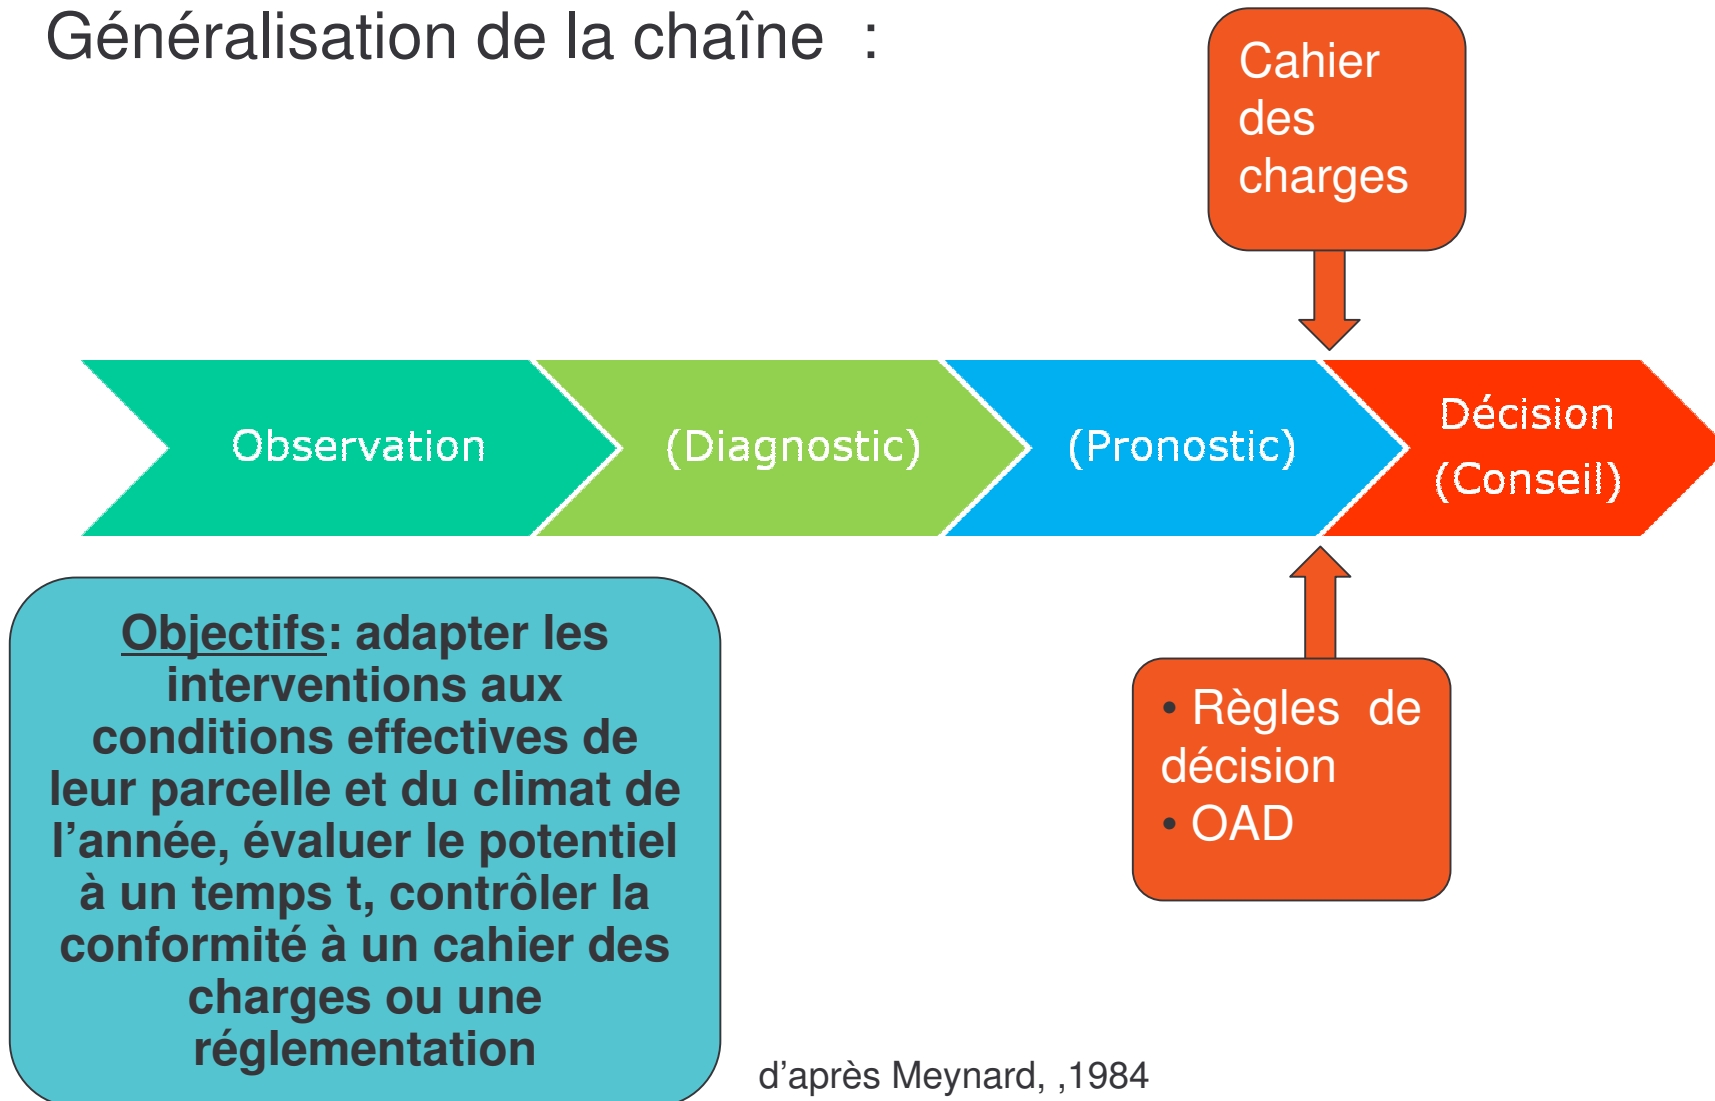 Généralisation de la chaîne :
Cahier
des
charges
Observation
(Diagnostic)
(Pronostic)
Décision
(Conseil)
Objectifs: adapter les
interventions aux
conditions effectives de
leur parcelle et du climat de
l’année, évaluer le potentiel
à un temps t, contrôler la
conformité à un cahier des
charges ou une
réglementation
• Règles de
décision
• OAD
d’après Meynard, ,1984